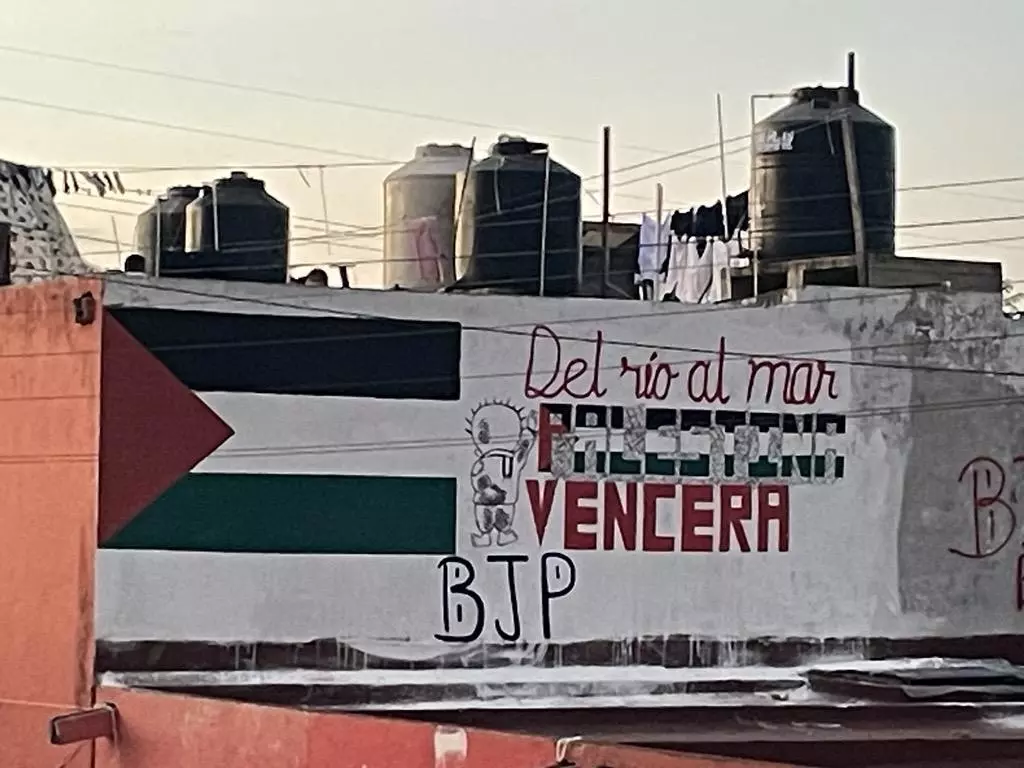 Del río al mar
PALESTINA
VENCERA
BJP
B